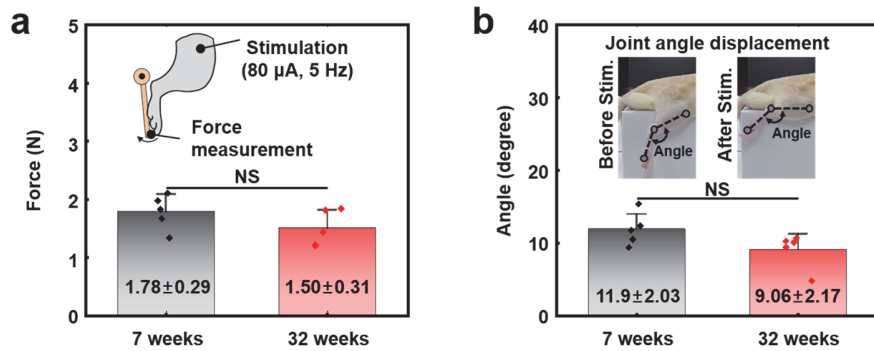 a
Force (N)
5
4
3
2
1
0
Stimulation
(80 µA, 5 Hz)
Force
measurement
NS
1.78±0.29
1.50±0.31
7 weeks
32 weeks
b
Angle (degree)
40
30
20
10
0
Joint angle displacement
Before Stim.
Angle
After Stim.
Angle
NS
11.9±2.03
9.06±2.17
7 weeks
32 weeks